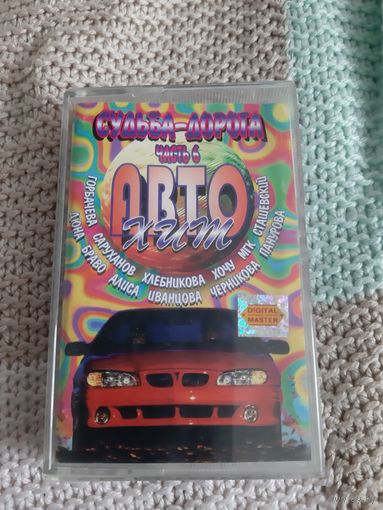 СУДЬБА-ДОРОГА
ЧАСТЬ 6
АВТО
ХИТ
ГОРБАЧЕВА САРУХАНОВ ХЛЕБНИКОВА ХОЧУ МГК СТАШЕВСКИЙ
ЛЮНА БРАВО АЛИСА ИВАНЦОВА ЧЕРНИКОВА ПАНУРОВА
DIGITAL
MASTER